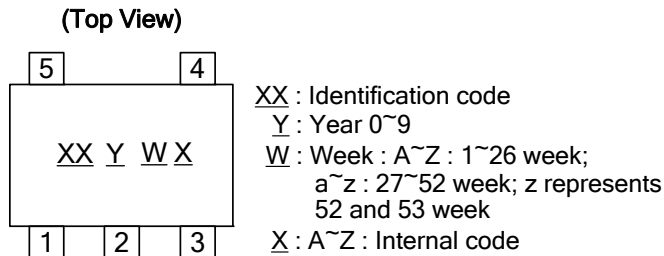 (Top View)
5 4
XX Y W X
1 2 3
XX : Identification code
Y : Year 0~9
W : Week : A~Z : 1~26 week;
a~z : 27~52 week; z represents
52 and 53 week
X : A~Z : Internal code